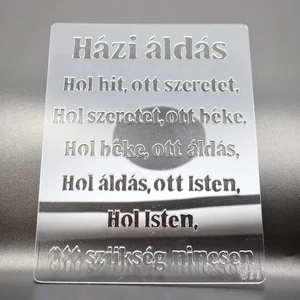 Házi áldás
Hol hit, ott szeretet,
Hol szeretet, ott béke,
Hol béke, ott áldás,
Hol áldás, ott Isten,
Hol Isten,
ott szükség nincsen